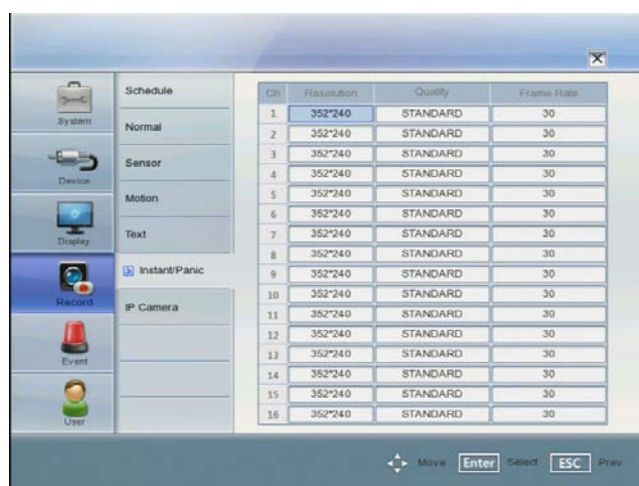 System
Device
Display
Record
Event
User
Schedule
Normal
Sensor
Motion
Text
Instant/Panic
IP Camera
Ch Resolution Quality Frame Rate
1 352*240 STANDARD 30
2 352*240 STANDARD 30
3 352*240 STANDARD 30
4 352*240 STANDARD 30
5 352*240 STANDARD 30
6 352*240 STANDARD 30
7 352*240 STANDARD 30
8 352*240 STANDARD 30
9 352*240 STANDARD 30
10 352*240 STANDARD 30
11 352*240 STANDARD 30
12 352*240 STANDARD 30
13 352*240 STANDARD 30
14 352*240 STANDARD 30
15 352*240 STANDARD 30
16 352*240 STANDARD 30
Move Enter Select ESC Prev